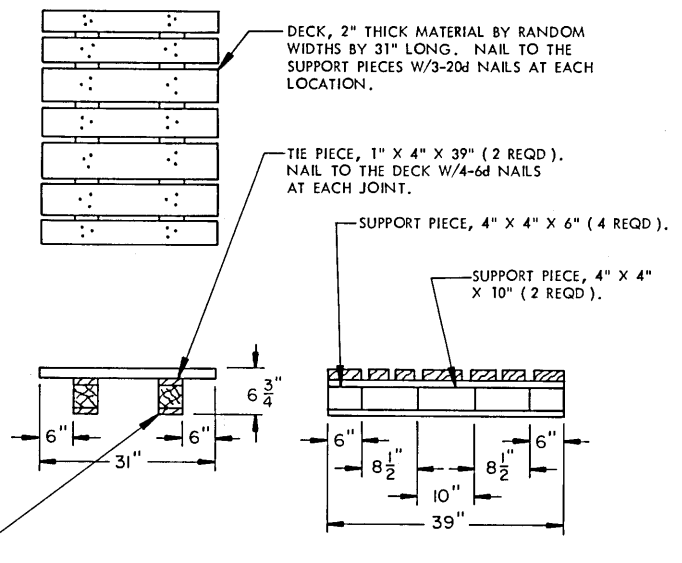 DECK, 2" THICK MATERIAL BY RANDOM
WIDTHS BY 31" LONG. NAIL TO THE
SUPPORT PIECES W/3-20d NAILS AT EACH
LOCATION.
TIE PIECE, 1" X 4" X 39" ( 2 REQD ).
NAIL TO THE DECK W/4-6d NAILS
AT EACH JOINT.
SUPPORT PIECE, 4" X 4" X 6" ( 4 REQD ).
SUPPORT PIECE, 4" X 4"
X 10" ( 2 REQD ).
6 3/4"
6"
6"
31"
6"
6"
8 1/2"
8 1/2"
10"
39"